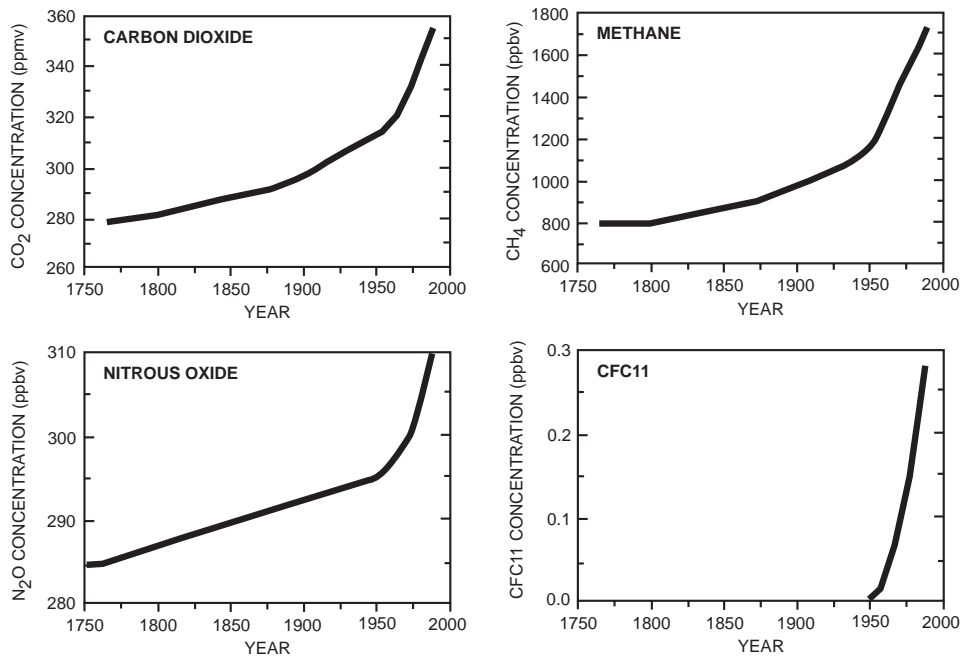 CARBON DIOXIDE
CO2 CONCENTRATION (ppmv)
360
340
320
300
280
260
1750 1800 1850 1900 1950 2000
YEAR
METHANE
CH4 CONCENTRATION (ppbv)
1800
1600
1400
1200
1000
800
600
1750 1800 1850 1900 1950 2000
YEAR
NITROUS OXIDE
N2O CONCENTRATION (ppbv)
310
300
290
280
1750 1800 1850 1900 1950 2000
YEAR
CFC11
CFC11 CONCENTRATION (ppbv)
0.3
0.2
0.1
0.0
1750 1800 1850 1900 1950 2000
YEAR